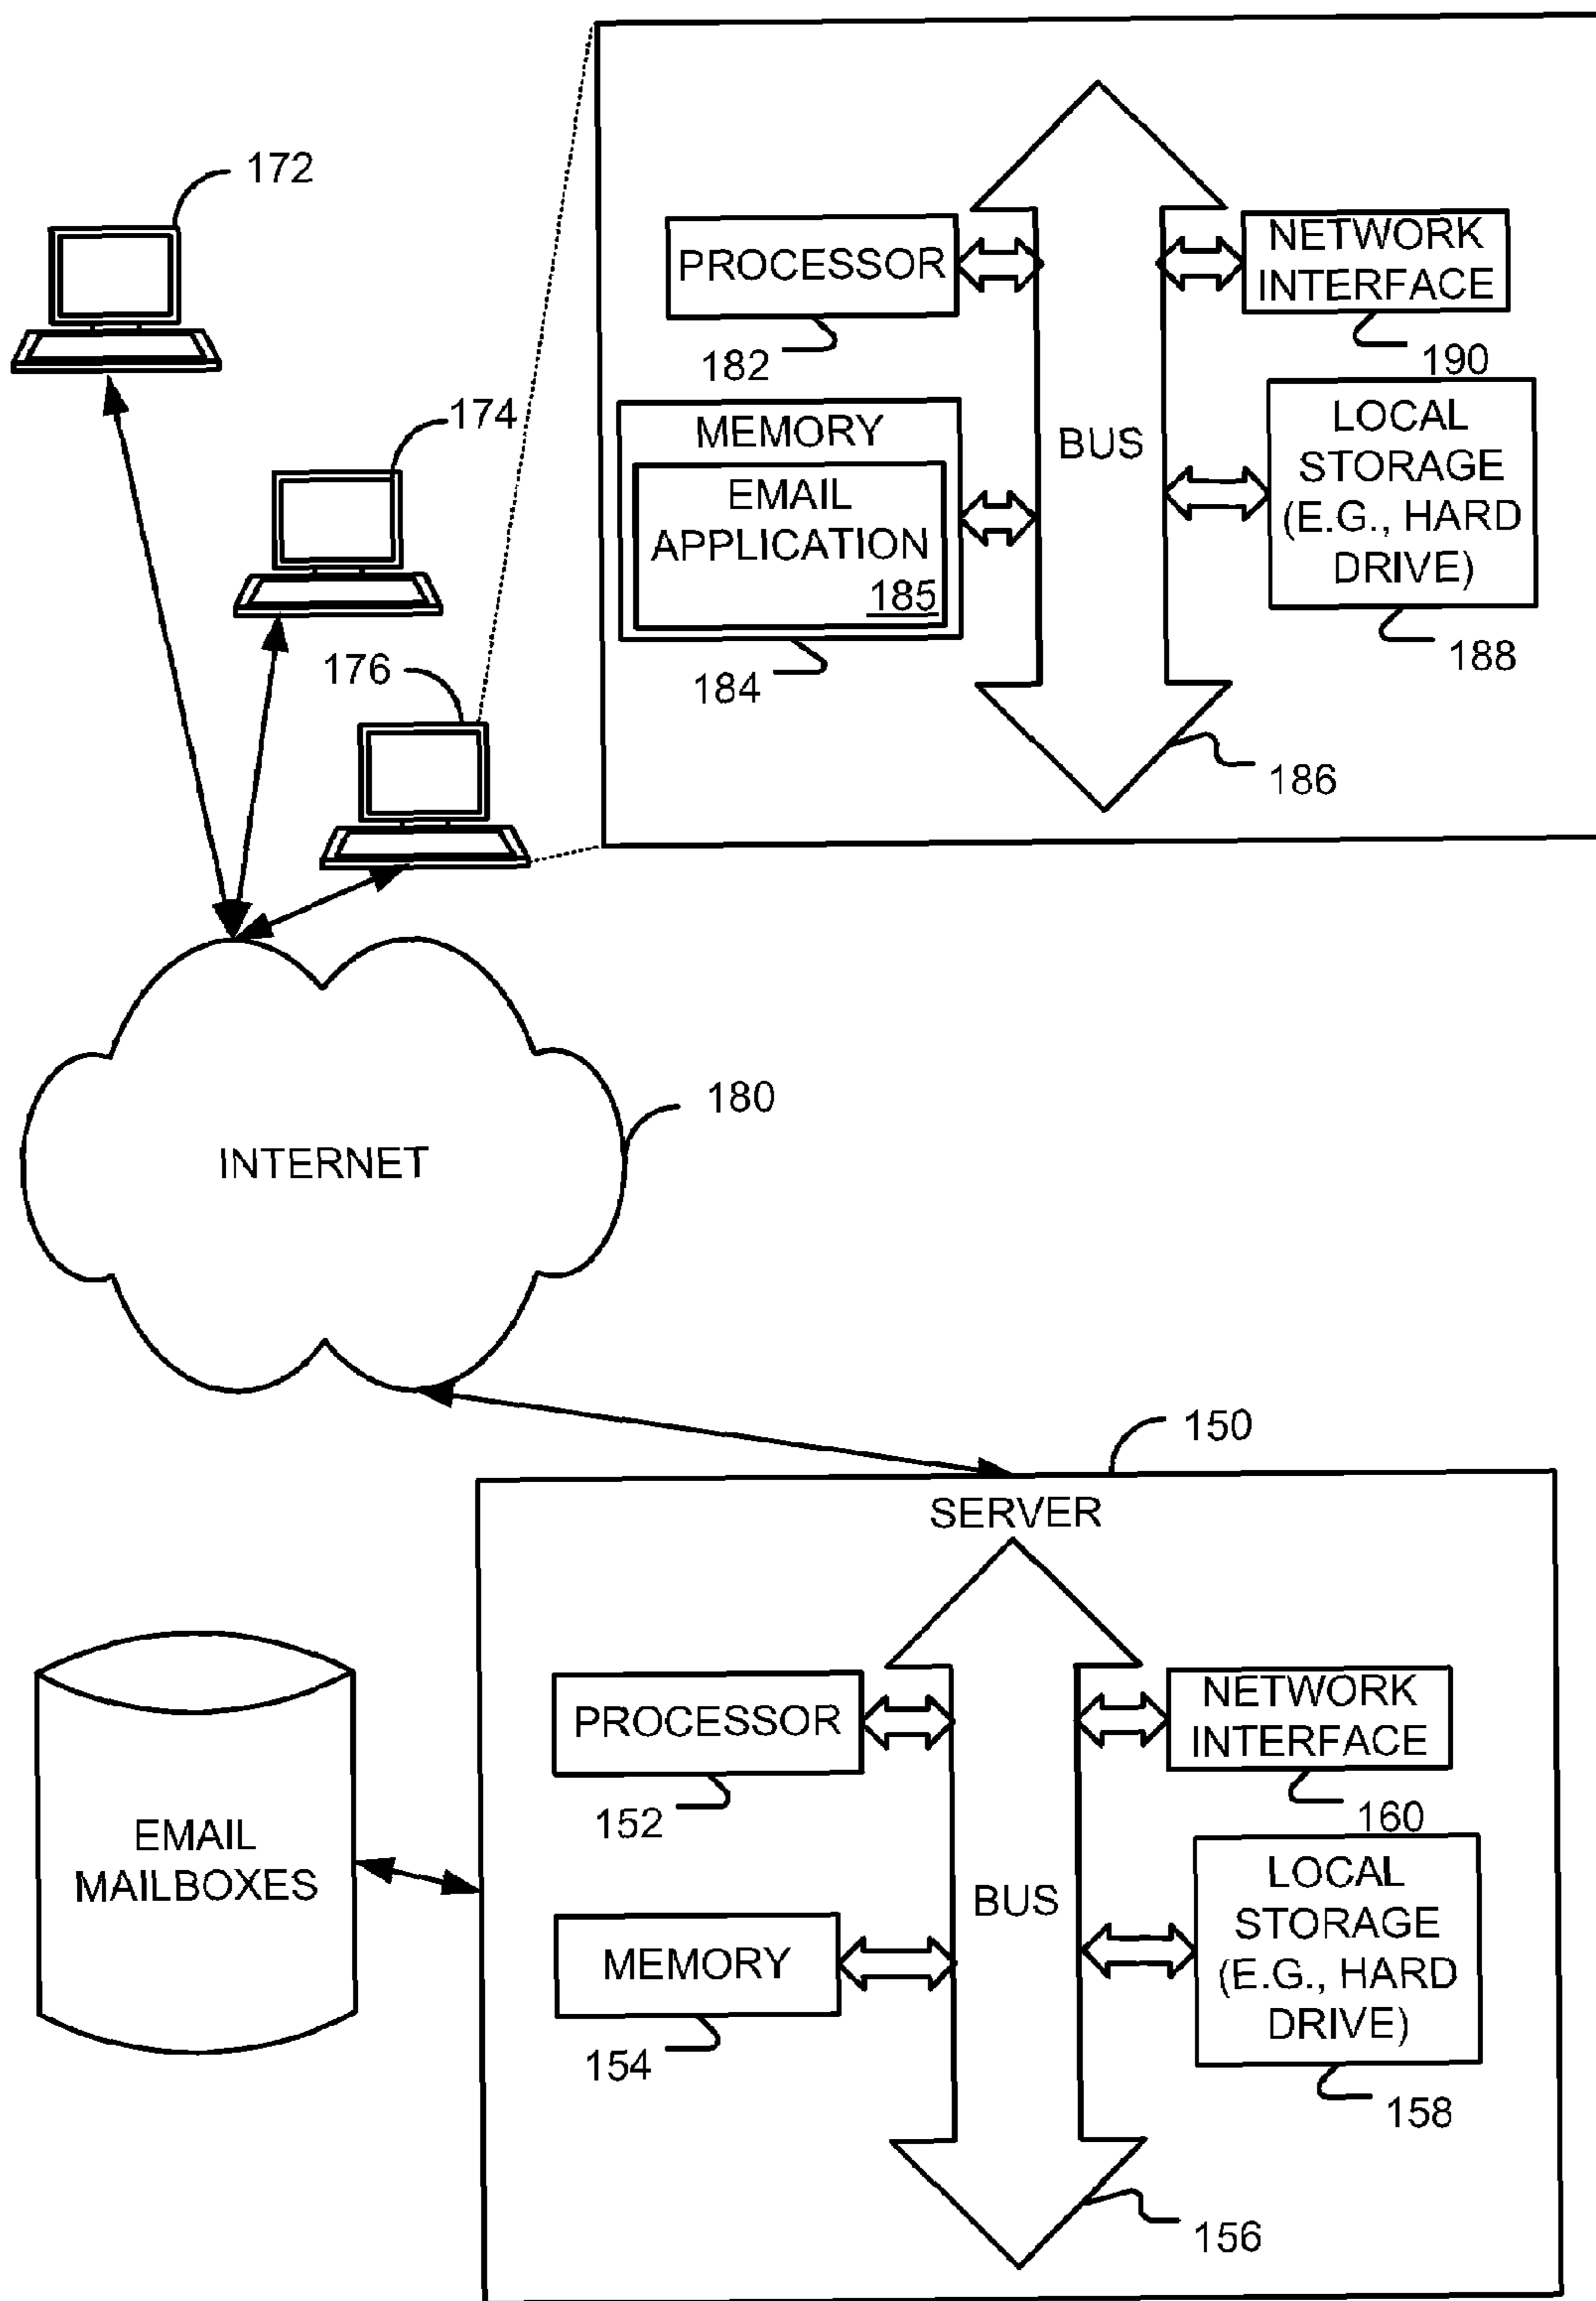 172
PROCESSOR
182
NETWORK
INTERFACE
190
174
MEMORY
EMAIL
APPLICATION
185
184
BUS
LOCAL
STORAGE
(E.G., HARD
DRIVE)
188
176
186
180
INTERNET
150
SERVER
PROCESSOR
152
NETWORK
INTERFACE
160
EMAIL
MAILBOXES
MEMORY
154
BUS
LOCAL
STORAGE
(E.G., HARD
DRIVE)
158
156